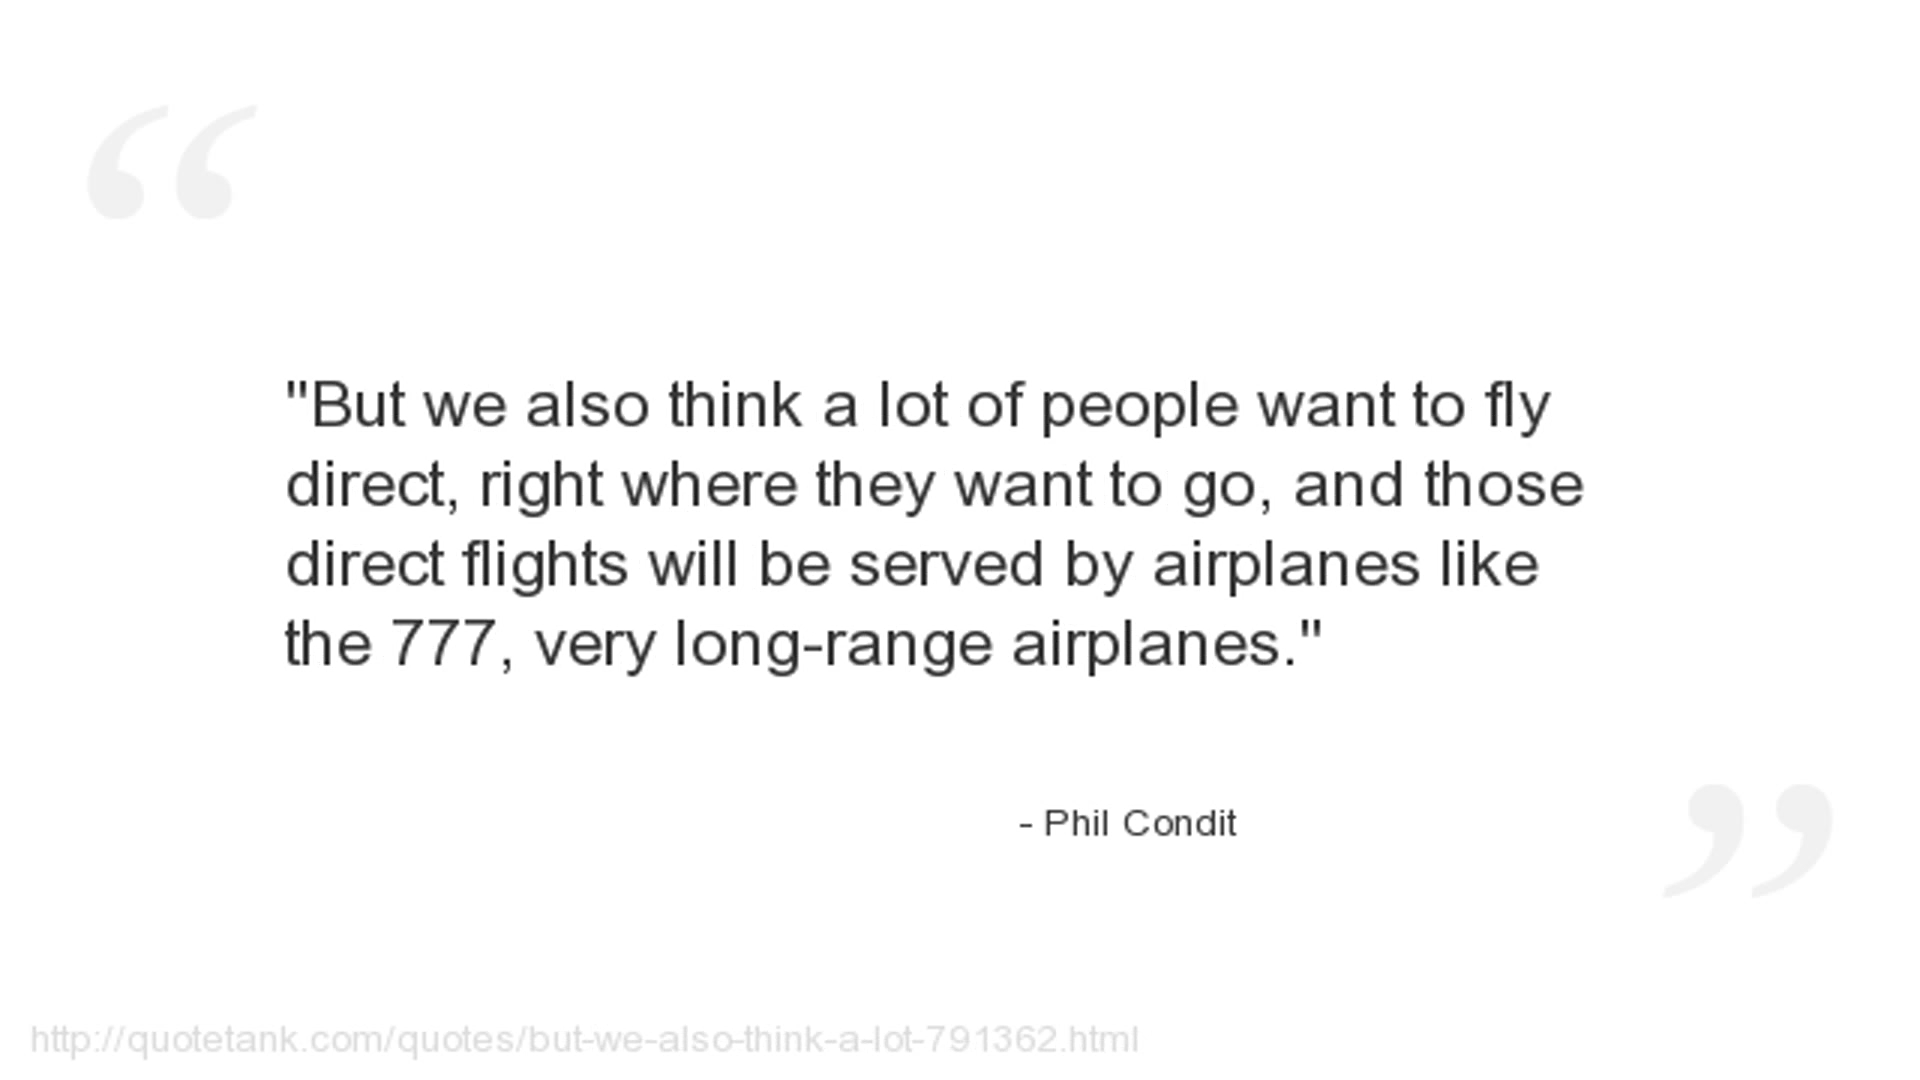 "But we also think a lot of people want to fly
direct, right where they want to go, and those
direct flights will be served by airplanes like
the 777, very long-range airplanes."
- Phil Condit
http://quotetank.com/quotes/but-we-also-think-a-lot-791362.html